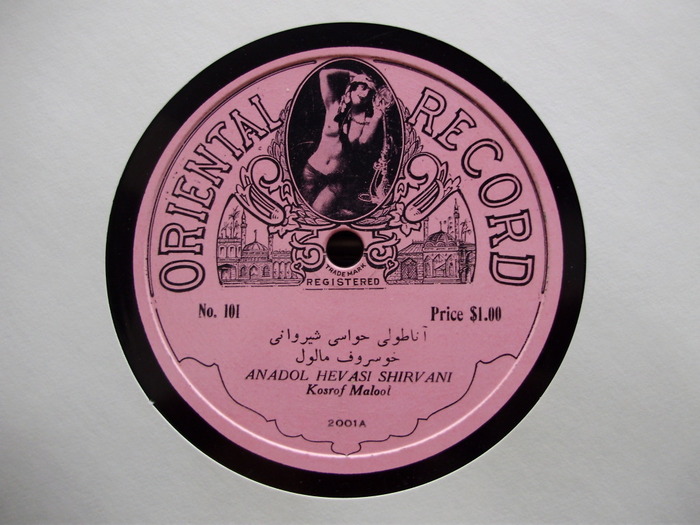 ORIENTAL RECORD
TRADE MARK
REGISTERED
No. 101
Price $1.00
آناطولی حواسی شیروانی
خوسروف مالول
ANADOL HEVASI SHIRVANI
Kosrof Malool
2001A